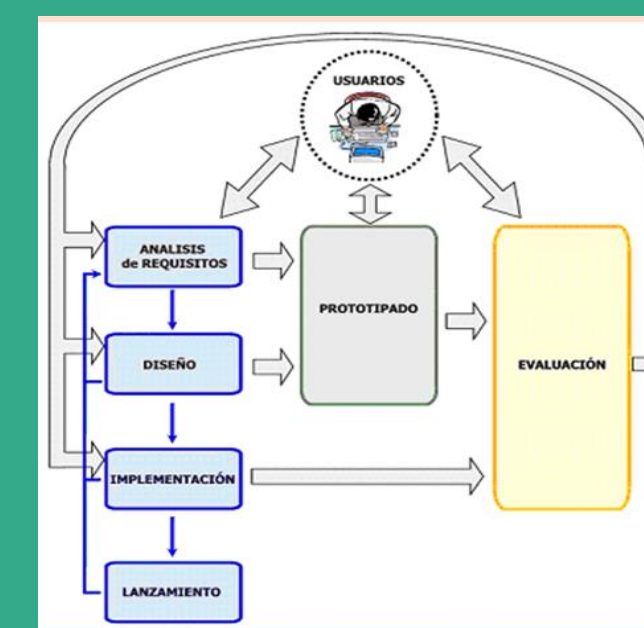 USUARIOS
ANALISIS
de REQUISITOS
PROTOTIPADO
DISEÑO
EVALUACIÓN
IMPLEMENTACIÓN
LANZAMIENTO